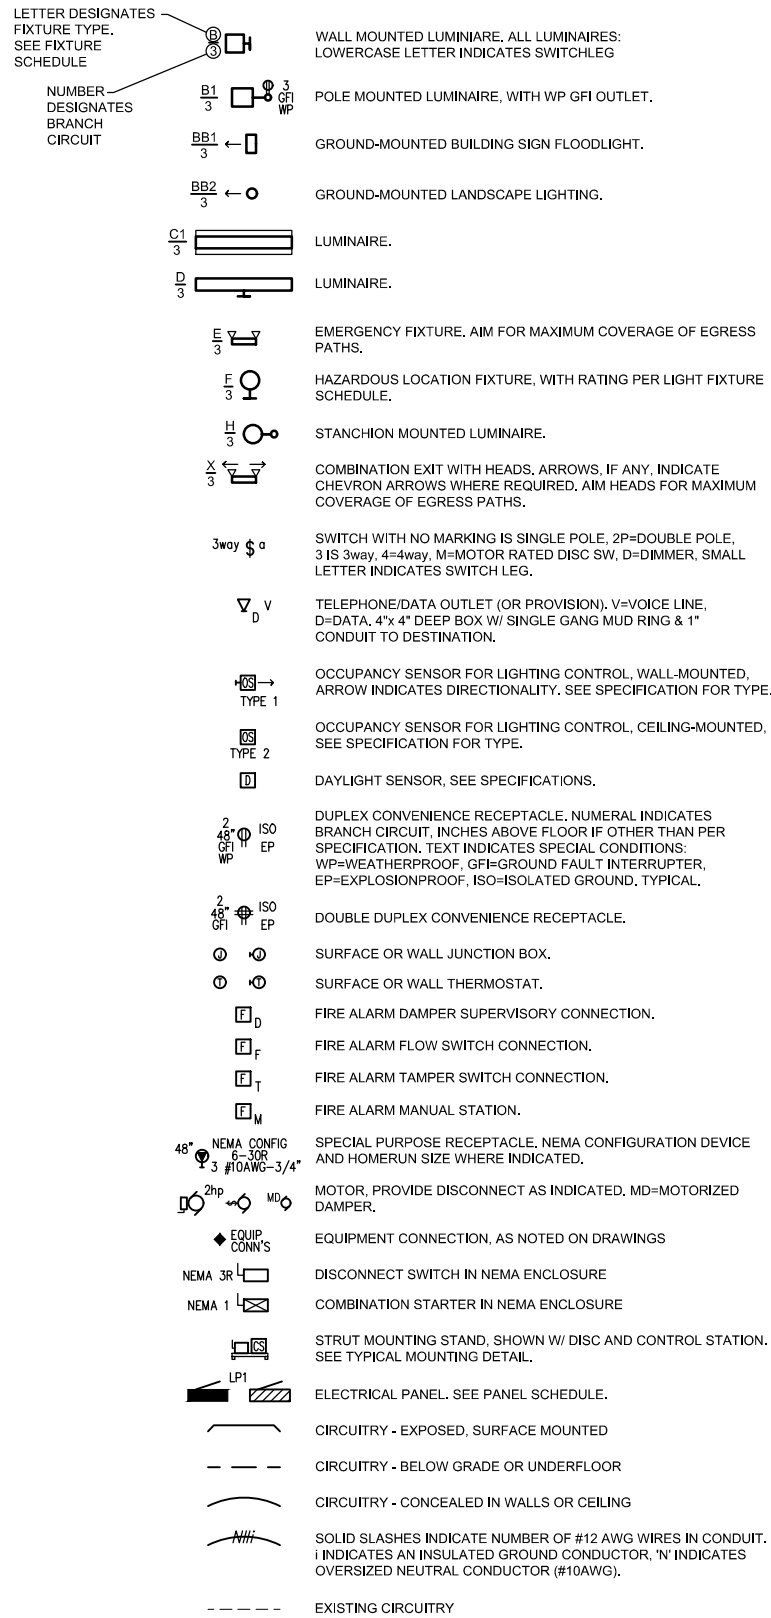 LETTER DESIGNATES
FIXTURE TYPE.
SEE FIXTURE
SCHEDULE
B
3
WALL MOUNTED LUMINIARE. ALL LUMINAIRES:
LOWERCASE LETTER INDICATES SWITCHLEG
NUMBER
DESIGNATES
BRANCH
CIRCUIT
B1
3
3
GFI
WP
POLE MOUNTED LUMINAIRE, WITH WP GFI OUTLET.
BB1
3
GROUND-MOUNTED BUILDING SIGN FLOODLIGHT.
BB2
3
GROUND-MOUNTED LANDSCAPE LIGHTING.
C1
3
LUMINAIRE.
D
3
LUMINAIRE.
E
3
EMERGENCY FIXTURE. AIM FOR MAXIMUM COVERAGE OF EGRESS
PATHS.
F
3
HAZARDOUS LOCATION FIXTURE, WITH RATING PER LIGHT FIXTURE
SCHEDULE.
H
3
STANCHION MOUNTED LUMINAIRE.
X
3
COMBINATION EXIT WITH HEADS. ARROWS, IF ANY, INDICATE
CHEVRON ARROWS WHERE REQUIRED. AIM HEADS FOR MAXIMUM
COVERAGE OF EGRESS PATHS.
3way $ a
SWITCH WITH NO MARKING IS SINGLE POLE, 2P=DOUBLE POLE,
3 IS 3way, 4=4way, M=MOTOR RATED DISC SW, D=DIMMER, SMALL
LETTER INDICATES SWITCH LEG.
V
D
TELEPHONE/DATA OUTLET (OR PROVISION). V=VOICE LINE,
D=DATA. 4"x 4" DEEP BOX W/ SINGLE GANG MUD RING & 1"
CONDUIT TO DESTINATION.
OS
TYPE 1
OCCUPANCY SENSOR FOR LIGHTING CONTROL, WALL-MOUNTED,
ARROW INDICATES DIRECTIONALITY. SEE SPECIFICATION FOR TYPE.
OS
TYPE 2
OCCUPANCY SENSOR FOR LIGHTING CONTROL, CEILING-MOUNTED,
SEE SPECIFICATION FOR TYPE.
D
DAYLIGHT SENSOR, SEE SPECIFICATIONS.
2
48"
GFI
WP
ISO
EP
DUPLEX CONVENIENCE RECEPTACLE. NUMERAL INDICATES
BRANCH CIRCUIT, INCHES ABOVE FLOOR IF OTHER THAN PER
SPECIFICATION. TEXT INDICATES SPECIAL CONDITIONS:
WP=WEATHERPROOF, GFI=GROUND FAULT INTERRUPTER,
EP=EXPLOSIONPROOF, ISO=ISOLATED GROUND. TYPICAL.
2
48"
GFI
ISO
EP
DOUBLE DUPLEX CONVENIENCE RECEPTACLE.
J J
SURFACE OR WALL JUNCTION BOX.
T T
SURFACE OR WALL THERMOSTAT.
F D
FIRE ALARM DAMPER SUPERVISORY CONNECTION.
F F
FIRE ALARM FLOW SWITCH CONNECTION.
F T
FIRE ALARM TAMPER SWITCH CONNECTION.
F M
FIRE ALARM MANUAL STATION.
48" NEMA CONFIG
6-30R
3 #10AWG-3/4"
SPECIAL PURPOSE RECEPTACLE. NEMA CONFIGURATION DEVICE
AND HOMERUN SIZE WHERE INDICATED.
2hp MD
MOTOR, PROVIDE DISCONNECT AS INDICATED. MD=MOTORIZED
DAMPER.
EQUIP
CONN'S
EQUIPMENT CONNECTION, AS NOTED ON DRAWINGS
NEMA 3R
DISCONNECT SWITCH IN NEMA ENCLOSURE
NEMA 1
COMBINATION STARTER IN NEMA ENCLOSURE
CS
STRUT MOUNTING STAND, SHOWN W/ DISC AND CONTROL STATION.
SEE TYPICAL MOUNTING DETAIL.
LP1
ELECTRICAL PANEL. SEE PANEL SCHEDULE.
CIRCUITRY - EXPOSED, SURFACE MOUNTED
CIRCUITRY - BELOW GRADE OR UNDERFLOOR
CIRCUITRY - CONCEALED IN WALLS OR CEILING
N i
SOLID SLASHES INDICATE NUMBER OF #12 AWG WIRES IN CONDUIT.
i INDICATES AN INSULATED GROUND CONDUCTOR, 'N' INDICATES
OVERSIZED NEUTRAL CONDUCTOR (#10AWG).
EXISTING CIRCUITRY